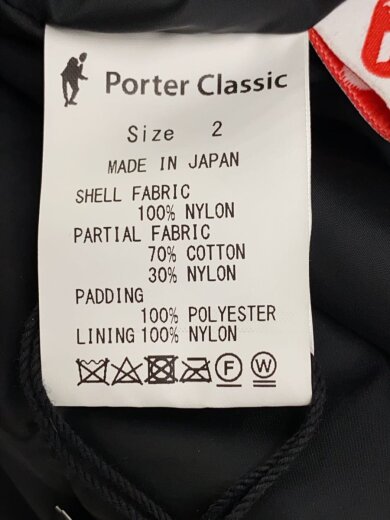 Porter Classic
Size 2
MADE IN JAPAN
SHELL FABRIC
100% NYLON
PARTIAL FABRIC
70% COTTON
30% NYLON
PADDING
100% POLYESTER
LINING 100% NYLON
F W